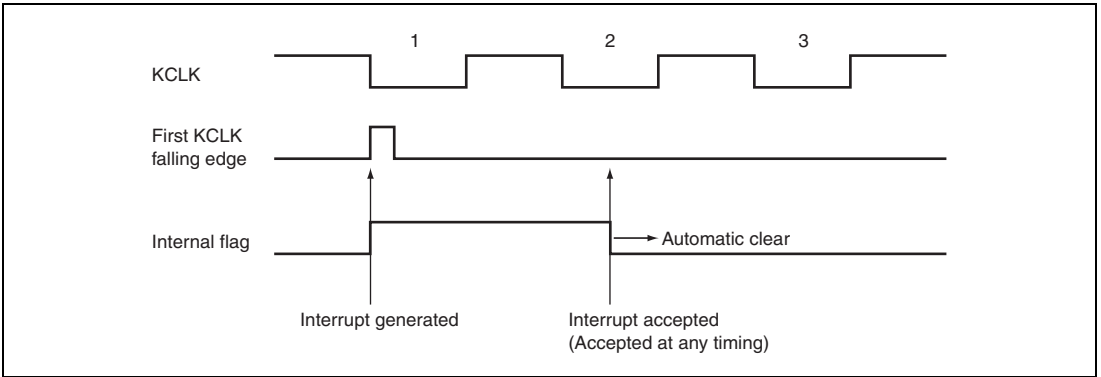 1 2 3
KCLK
First KCLK
falling edge
Internal flag
Automatic clear
Interrupt generated
Interrupt accepted
(Accepted at any timing)